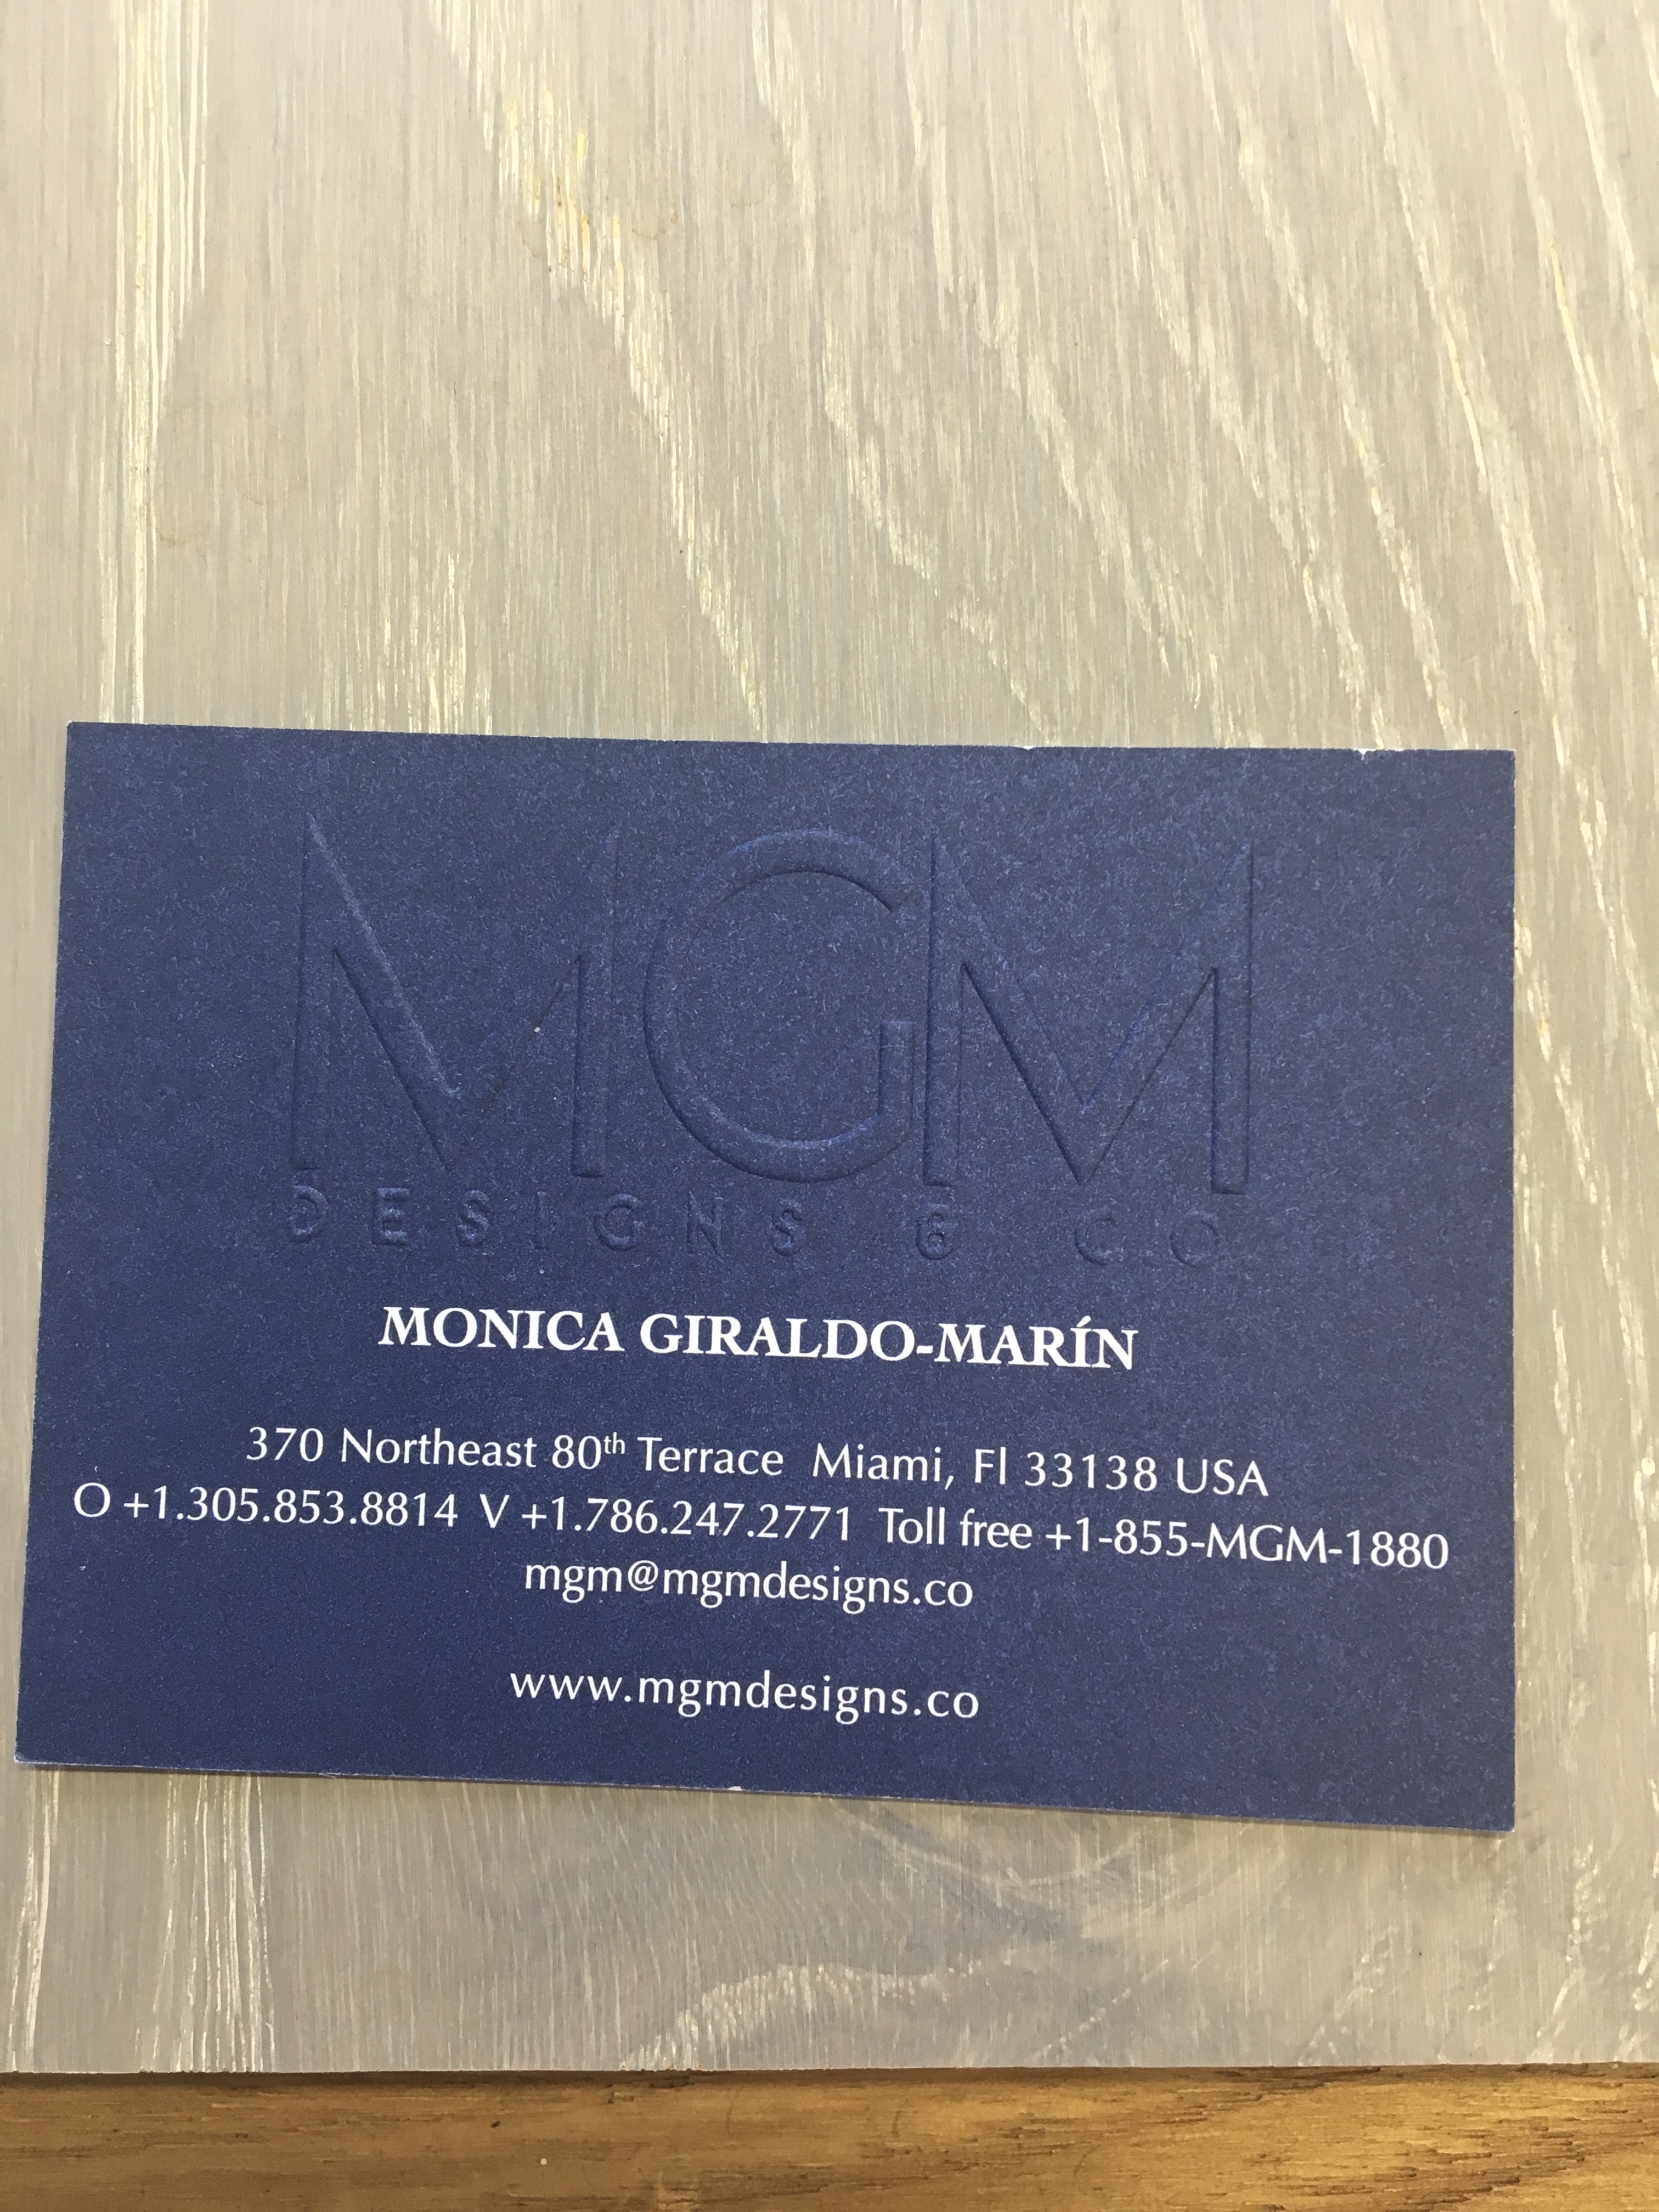 MGM
DESIGNS & CO
MONICA GIRALDO-MARÍN
370 Northeast 80th Terrace Miami, Fl 33138 USA
O +1.305.853.8814 V +1.786.247.2771 Toll free +1-855-MGM-1880
mgm@mgmdesigns.co
www.mgmdesigns.co